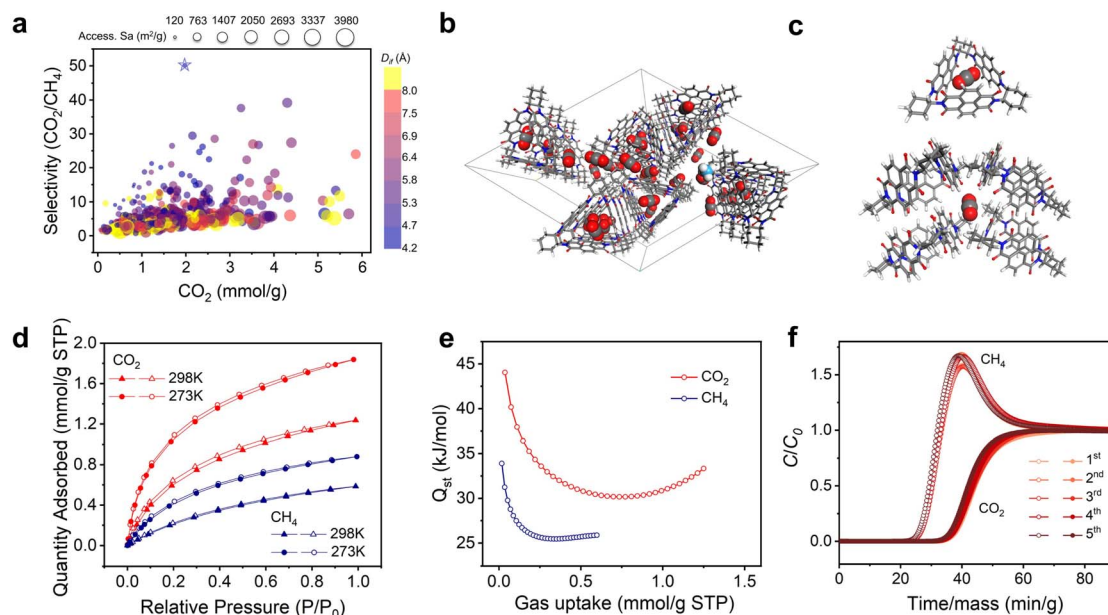 a
120 763 1407 2050 2693 3337 3980
Access. Sa (m²/g)
D_if (Å)
8.0
7.5
6.9
6.4
5.8
5.3
4.7
4.2
Selectivity (CO₂/CH₄)
50
40
30
20
10
5
0
0 1 2 3 4 5 6
CO₂ (mmol/g)
b
c
d
Quantity Adsorbed (mmol/g STP)
2.0
1.6
1.2
0.8
0.4
0.0
CO₂
298K
273K
CH₄
298K
273K
0.0 0.2 0.4 0.6 0.8 1.0
Relative Pressure (P/P₀)
e
Q_st (kJ/mol)
45
40
35
30
25
CO₂
CH₄
0.0 0.5 1.0 1.5
Gas uptake (mmol/g STP)
f
C/C₀
1.5
1.0
0.5
0.0
CH₄
CO₂
1st
2nd
3rd
4th
5th
0 20 40 60 80
Time/mass (min/g)